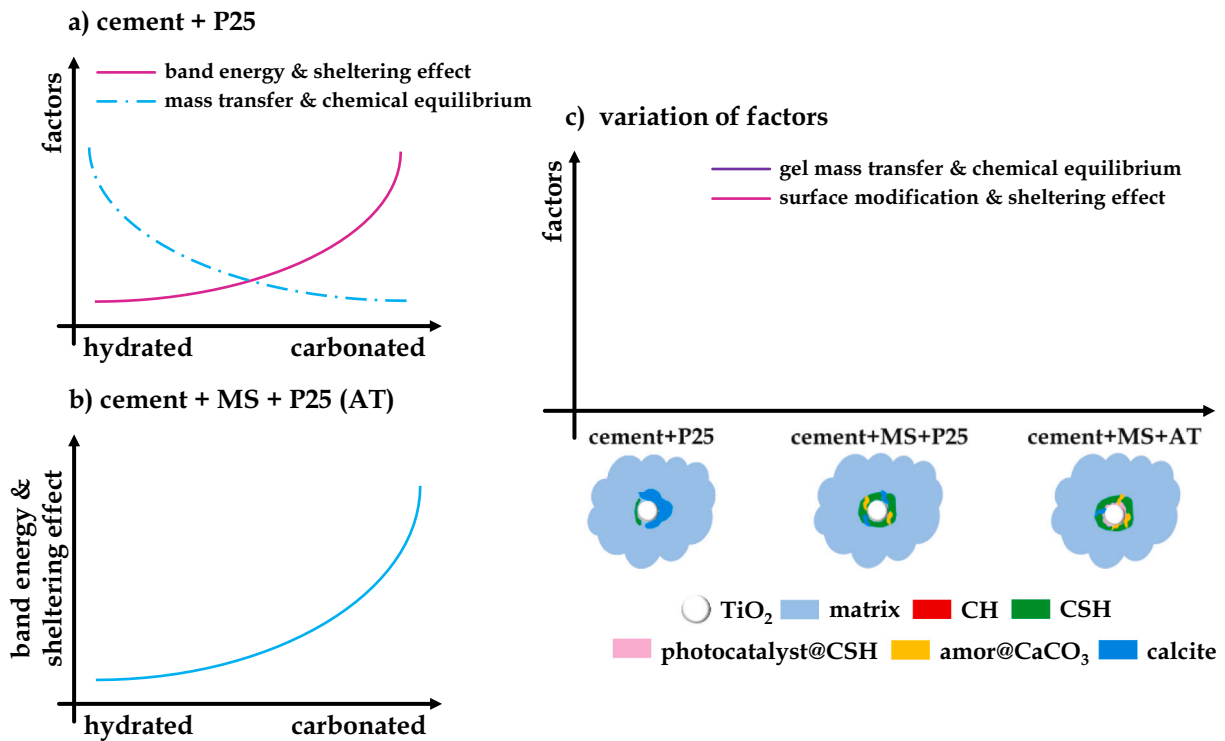 a) cement + P25
factors
band energy & sheltering effect
mass transfer & chemical equilibrium
hydrated
carbonated
b) cement + MS + P25 (AT)
band energy &
sheltering effect
hydrated
carbonated
c) variation of factors
factors
gel mass transfer & chemical equilibrium
surface modification & sheltering effect
cement+P25
cement+MS+P25
cement+MS+AT
TiO₂
matrix
CH
CSH
photocatalyst@CSH
amor@CaCO₃
calcite